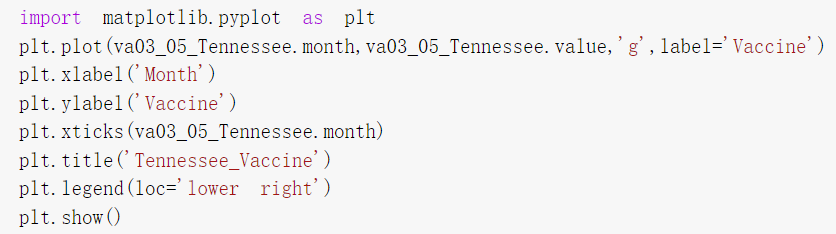 import matplotlib.pyplot as plt
plt.plot(va03_05_Tennessee.month,va03_05_Tennessee.value,'g',label='Vaccine')
plt.xlabel('Month')
plt.ylabel('Vaccine')
plt.xticks(va03_05_Tennessee.month)
plt.title('Tennessee_Vaccine')
plt.legend(loc='lower right')
plt.show()